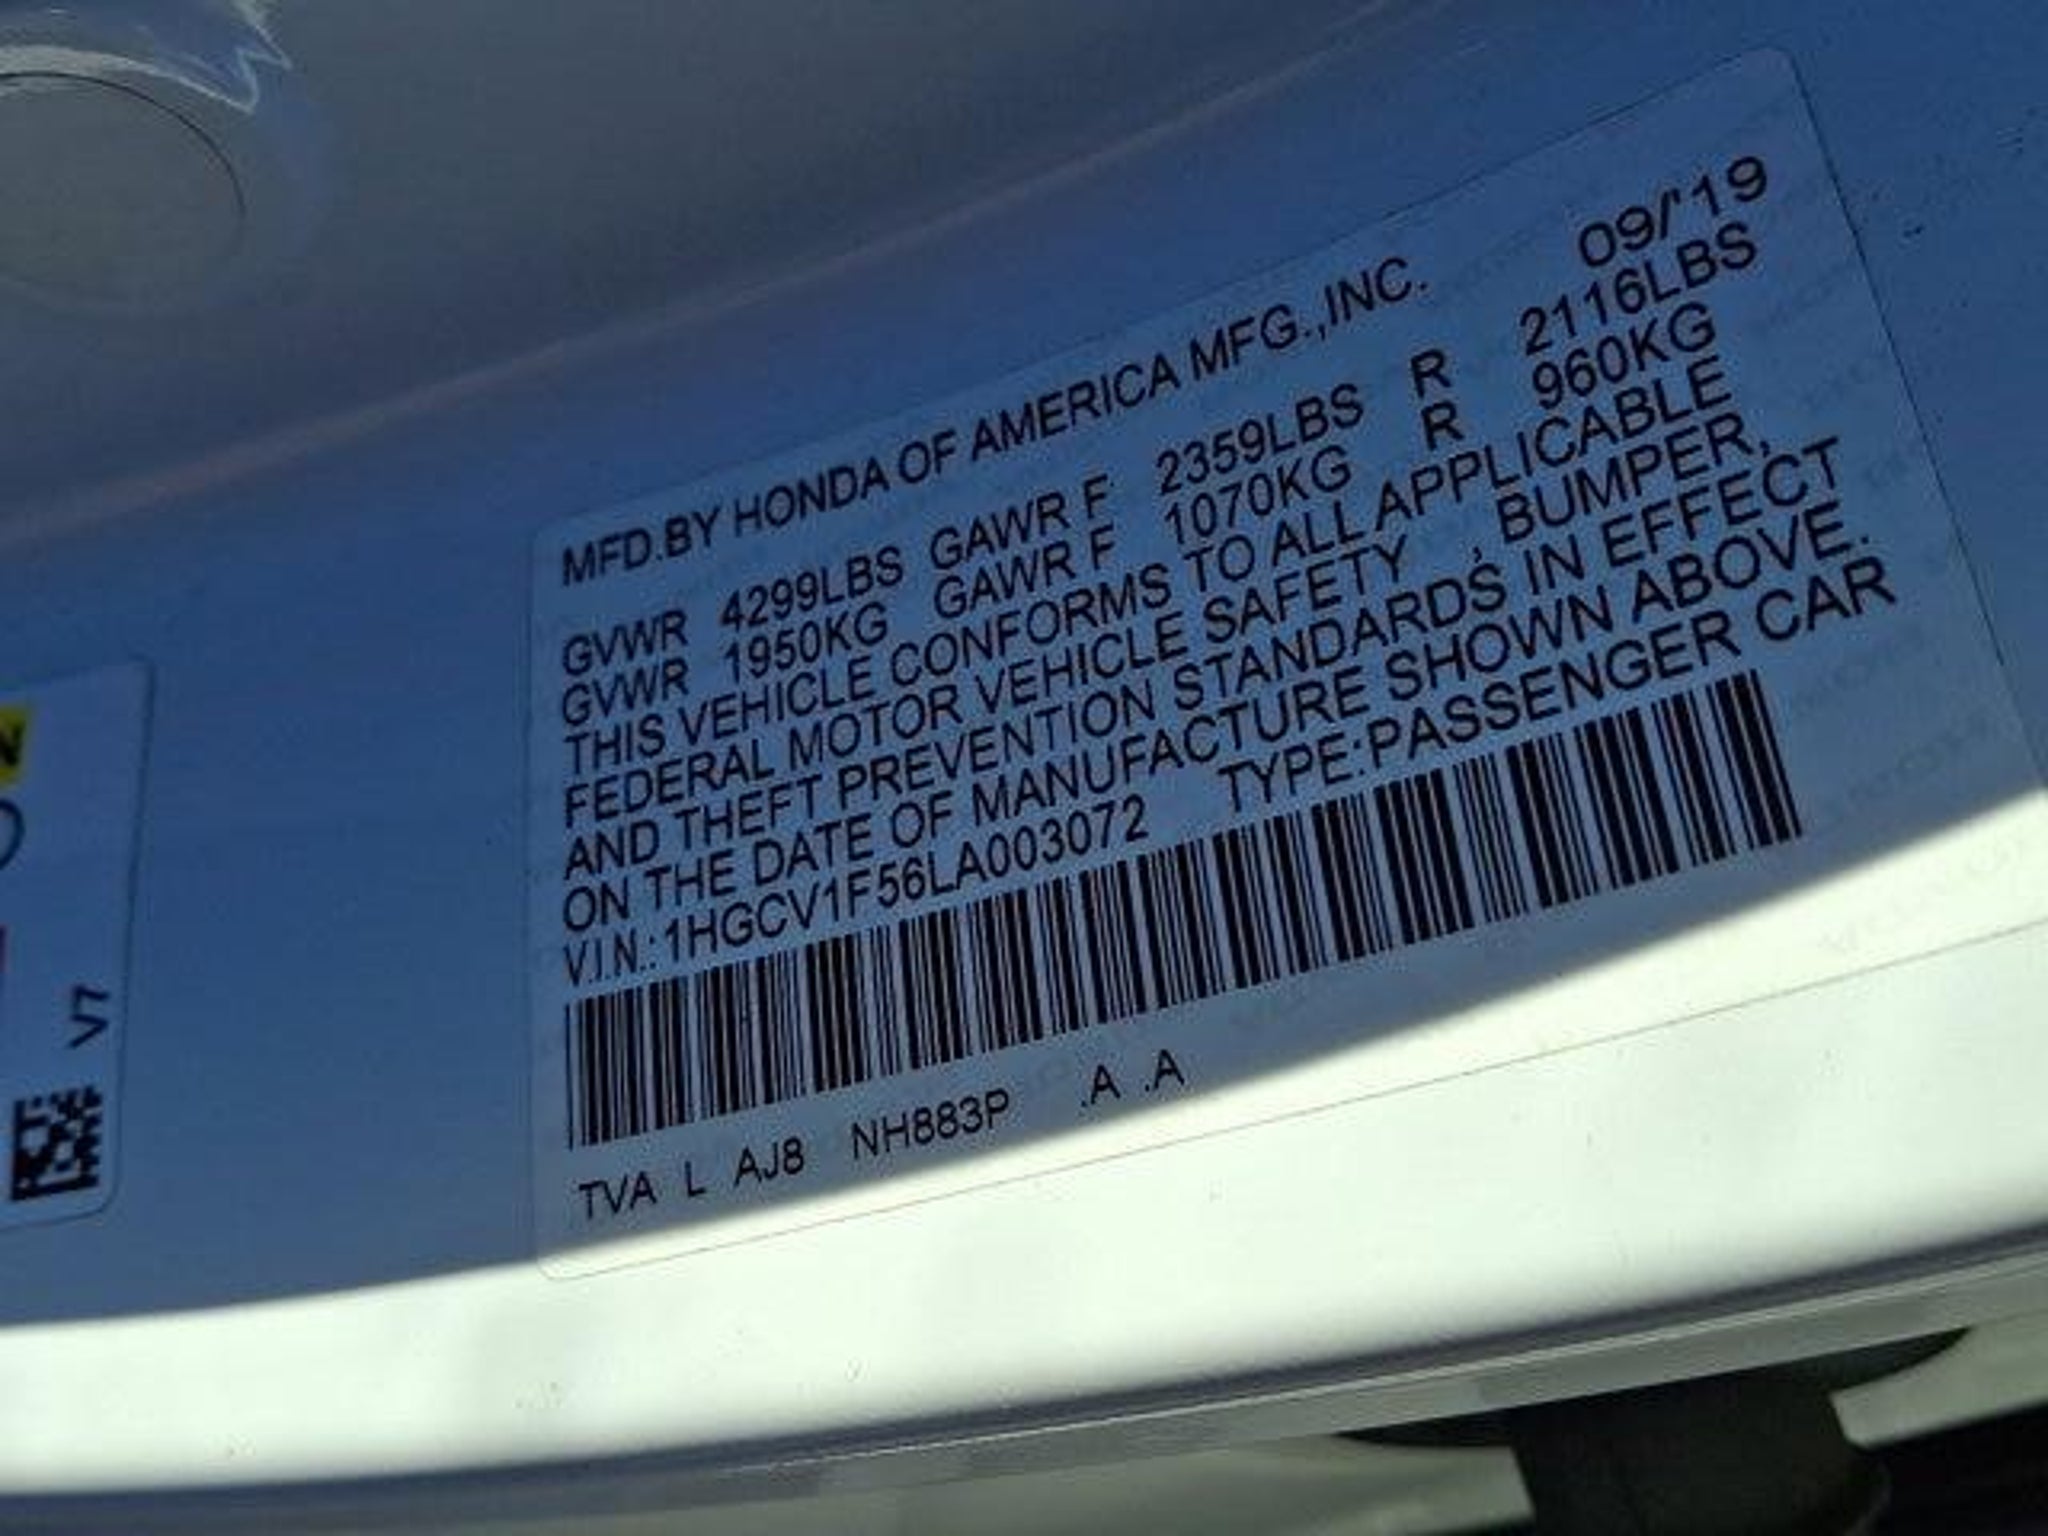 MFD.BY HONDA OF AMERICA MFG.,INC. 09/'19
GVWR 4299LBS GAWR F 2359LBS R 2116LBS
GVWR 1950KG GAWR F 1070KG R 960KG
THIS VEHICLE CONFORMS TO ALL APPLICABLE
FEDERAL MOTOR VEHICLE SAFETY , BUMPER,
AND THEFT PREVENTION STANDARDS IN EFFECT
ON THE DATE OF MANUFACTURE SHOWN ABOVE.
V.I.N.: 1HGCV1F56LA003072 TYPE:PASSENGER CAR
TVA L AJ8 NH883P .A .A
V7